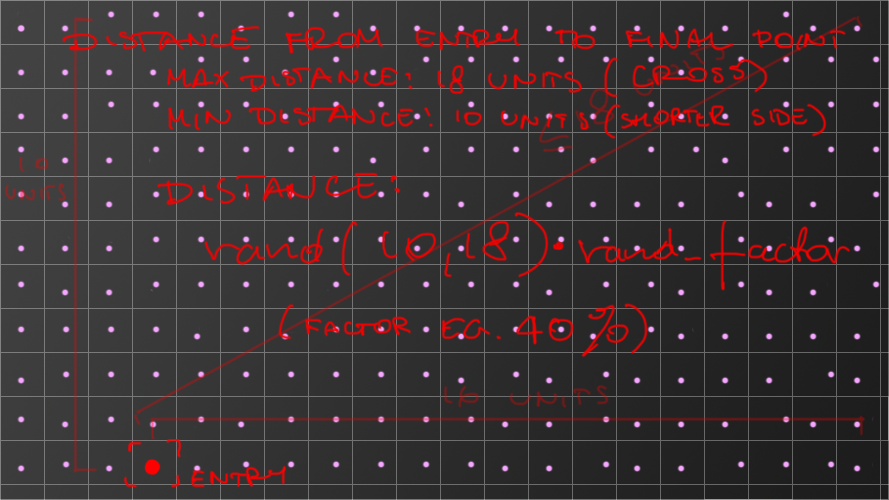 DISTANCE FROM ENTRY TO FINAL POINT
MAX DISTANCE: 18 UNITS (CROSS)
MIN DISTANCE: 10 UNITS (SHORTER SIDE)
10
UNITS
DISTANCE:
rand(10,18) · rand_factor
(FACTOR EG. 40%)
16 UNITS
ENTRY